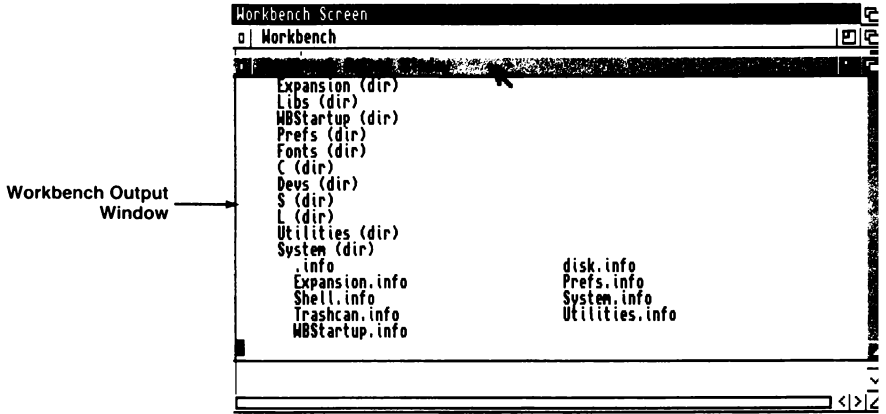 Workbench Screen
Workbench
Expansion (dir)
Libs (dir)
WBStartup (dir)
Prefs (dir)
Fonts (dir)
C (dir)
Devs (dir)
S (dir)
L (dir)
Utilities (dir)
System (dir)
.info disk.info
Expansion.info Prefs.info
Shell.info System.info
Trashcan.info Utilities.info
WBStartup.info
Workbench Output
Window